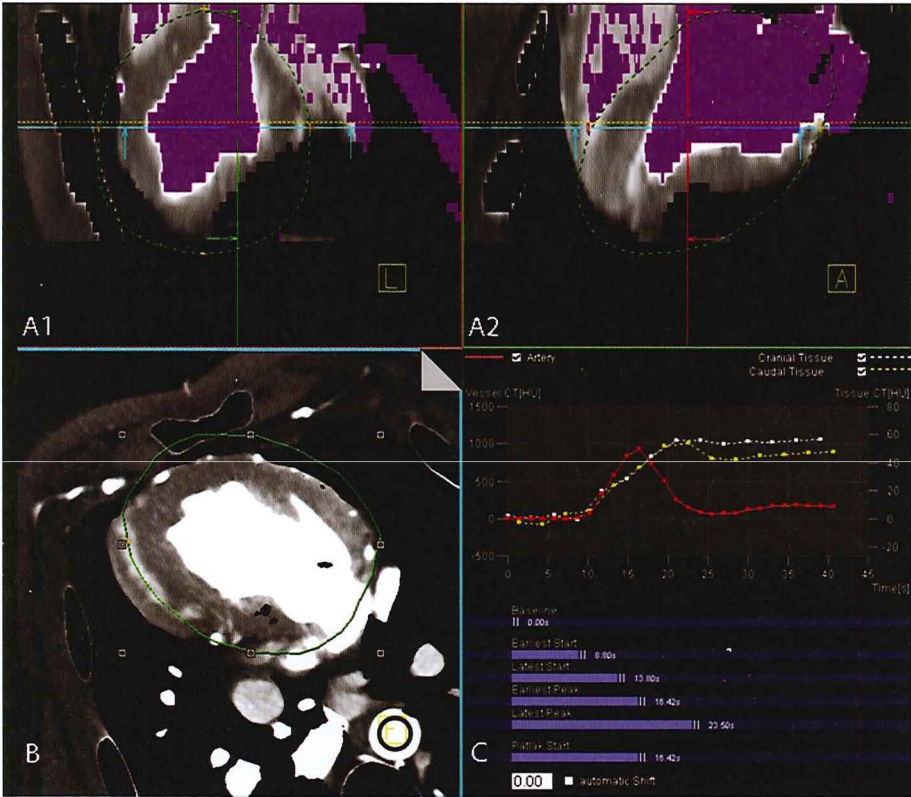 L
A
A1
A2
Artery
Cranial Tissue
Caudal Tissue
Vessel.CT[HU]
Tissue.CT[HU]
1500
1000
500
0
-500
80
60
40
20
0
-20
0
5
10
15
20
25
30
35
40
45
Time[s]
Baseline
0.00s
Earliest Start
8.80s
Latest Start
13.80s
Earliest Peak
16.42s
Latest Peak
23.50s
Patlak Start
16.42s
0.00
automatic Shift
B
C